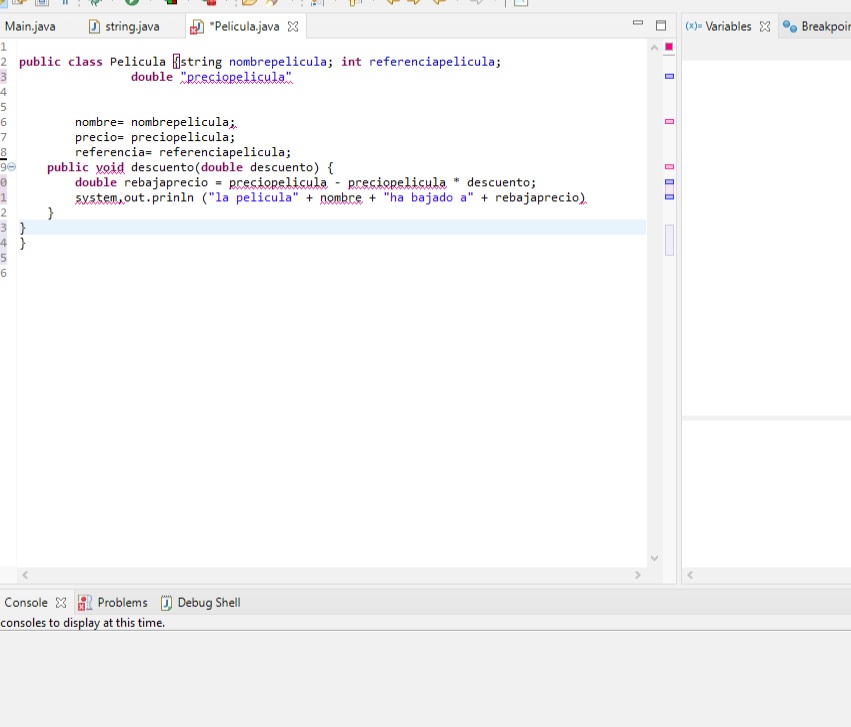 Main.java string.java *Pelicula.java (x)= Variables Breakpoin
1
2 public class Pelicula {string nombrepelicula; int referenciapelicula;
3 double "preciopelicula"
4
5
6 nombre= nombrepelicula;
7 precio= preciopelicula;
8 referencia= referenciapelicula;
9 public void descuento(double descuento) {
0 double rebajaprecio = preciopelicula - preciopelicula * descuento;
1 system,out.prinln ("la pelicula" + nombre + "ha bajado a" + rebajaprecio)
2 }
3 }
4 }
5
6
Console Problems Debug Shell
consoles to display at this time.